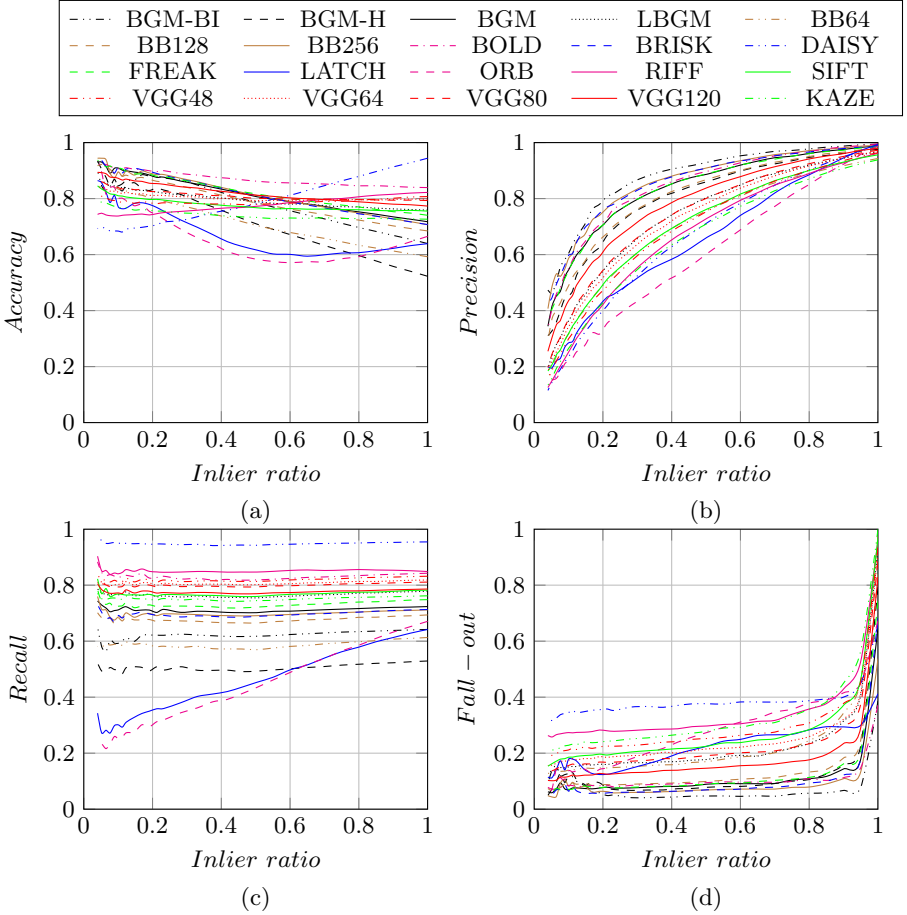 BGM-BI BGM-H BGM LBGM BB64
BB128 BB256 BOLD BRISK DAISY
FREAK LATCH ORB RIFF SIFT
VGG48 VGG64 VGG80 VGG120 KAZE
1
0.8
0.6
0.4
0.2
0
Accuracy
0 0.2 0.4 0.6 0.8 1
Inlier ratio
(a)
1
0.8
0.6
0.4
0.2
0
Precision
0 0.2 0.4 0.6 0.8 1
Inlier ratio
(b)
1
0.8
0.6
0.4
0.2
0
Recall
0 0.2 0.4 0.6 0.8 1
Inlier ratio
(c)
1
0.8
0.6
0.4
0.2
0
Fall − out
0 0.2 0.4 0.6 0.8 1
Inlier ratio
(d)